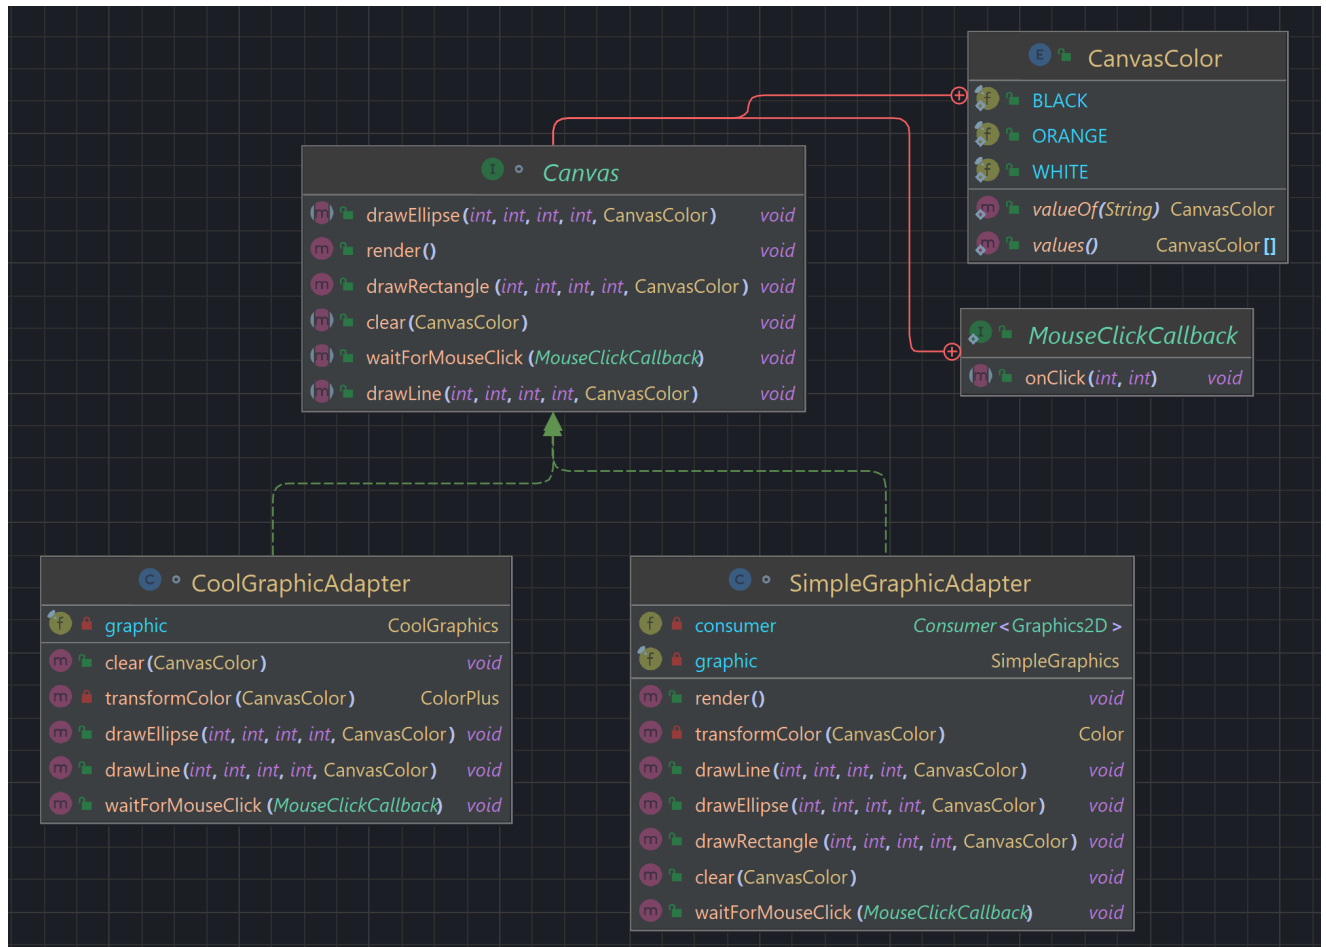 CanvasColor
BLACK
ORANGE
WHITE
valueOf(String) CanvasColor
values() CanvasColor[]
Canvas
drawEllipse(int, int, int, int, CanvasColor) void
render() void
drawRectangle(int, int, int, int, CanvasColor) void
clear(CanvasColor) void
waitForMouseClick(MouseClickCallback) void
drawLine(int, int, int, int, CanvasColor) void
MouseClickCallback
onClick(int, int) void
CoolGraphicAdapter
graphic CoolGraphics
clear(CanvasColor) void
transformColor(CanvasColor) ColorPlus
drawEllipse(int, int, int, int, CanvasColor) void
drawLine(int, int, int, int, CanvasColor) void
waitForMouseClick(MouseClickCallback) void
SimpleGraphicAdapter
consumer Consumer<Graphics2D>
graphic SimpleGraphics
render() void
transformColor(CanvasColor) Color
drawLine(int, int, int, int, CanvasColor) void
drawEllipse(int, int, int, int, CanvasColor) void
drawRectangle(int, int, int, int, CanvasColor) void
clear(CanvasColor) void
waitForMouseClick(MouseClickCallback) void